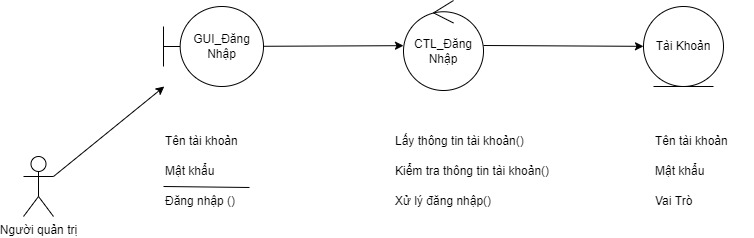 GUI_Đăng
Nhập
CTL_Đăng
Nhập
Tài Khoản
Tên tài khoản
Mật khẩu
Đăng nhập ()
Lấy thông tin tài khoản()
Kiểm tra thông tin tài khoản()
Xử lý đăng nhập()
Tên tài khoản
Mật khẩu
Vai Trò
Người quản trị